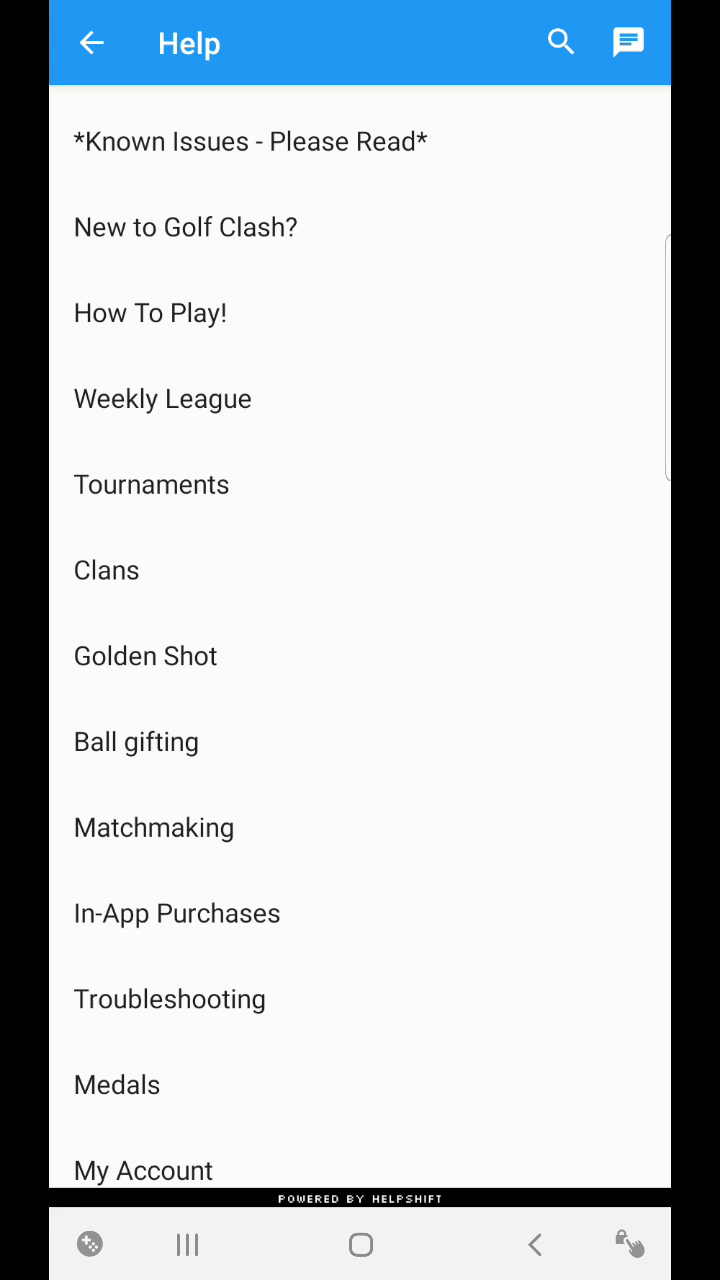 Help
*Known Issues - Please Read*
New to Golf Clash?
How To Play!
Weekly League
Tournaments
Clans
Golden Shot
Ball gifting
Matchmaking
In-App Purchases
Troubleshooting
Medals
My Account
POWERED BY HELPSHIFT